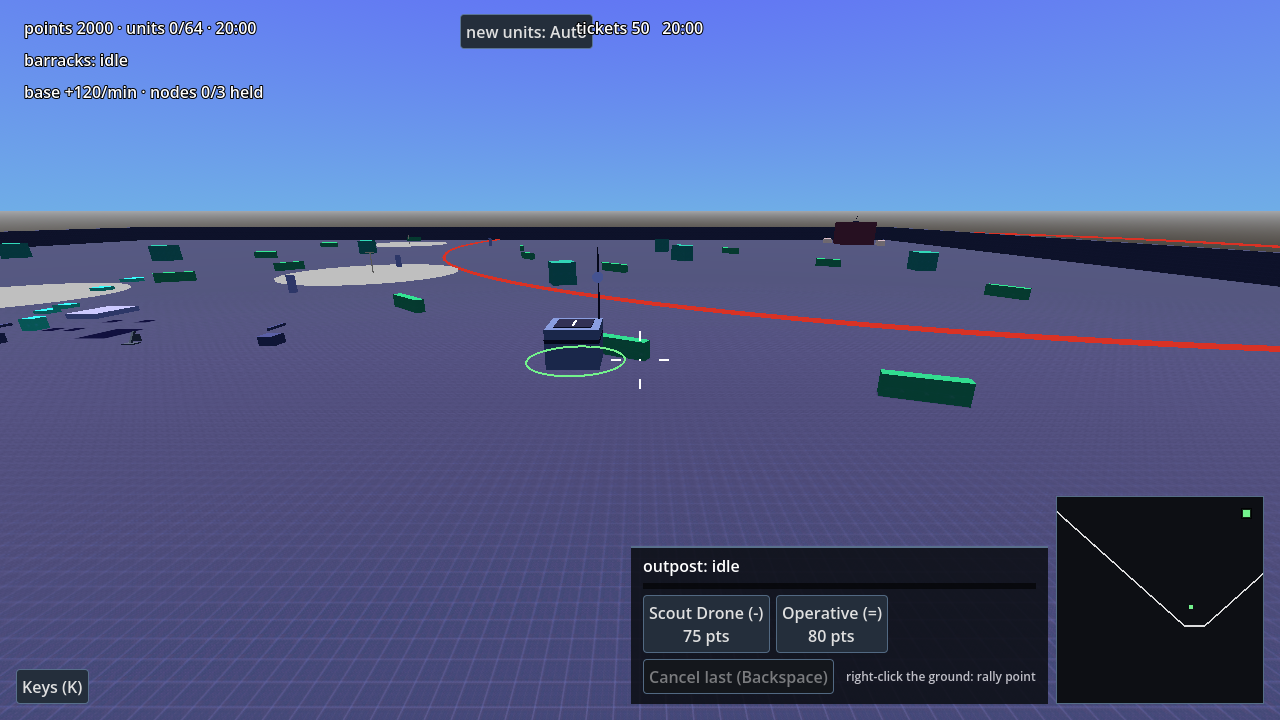 points 2000 · units 0/64 · 20:00
new units: Auto
tickets 50 20:00
barracks: idle
base +120/min · nodes 0/3 held
outpost: idle
Scout Drone (-)
75 pts
Operative (=)
80 pts
Cancel last (Backspace)
right-click the ground: rally point
Keys (K)